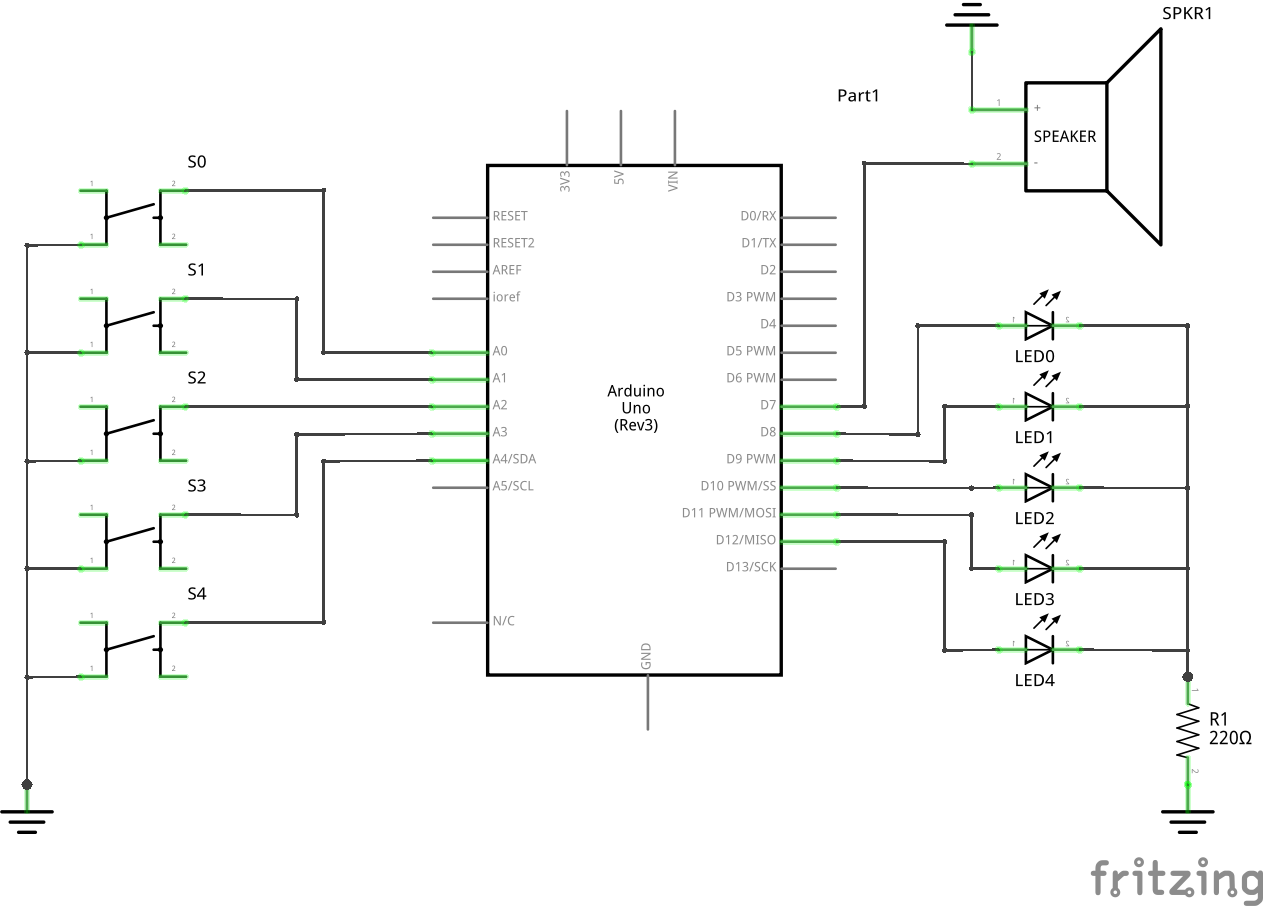 SPKR1
Part1
1
+
SPEAKER
2
-
S0
1
2
1
2
S1
1
2
1
2
S2
1
2
1
2
S3
1
2
1
2
S4
1
2
1
2
3V3
5V
VIN
RESET
RESET2
AREF
ioref
A0
A1
A2
A3
A4/SDA
A5/SCL
N/C
Arduino
Uno
(Rev3)
D0/RX
D1/TX
D2
D3 PWM
D4
D5 PWM
D6 PWM
D7
D8
D9 PWM
D10 PWM/SS
D11 PWM/MOSI
D12/MISO
D13/SCK
GND
1
2
LED0
1
2
LED1
1
2
LED2
1
2
LED3
1
2
LED4
1
R1
220Ω
2
fritzing